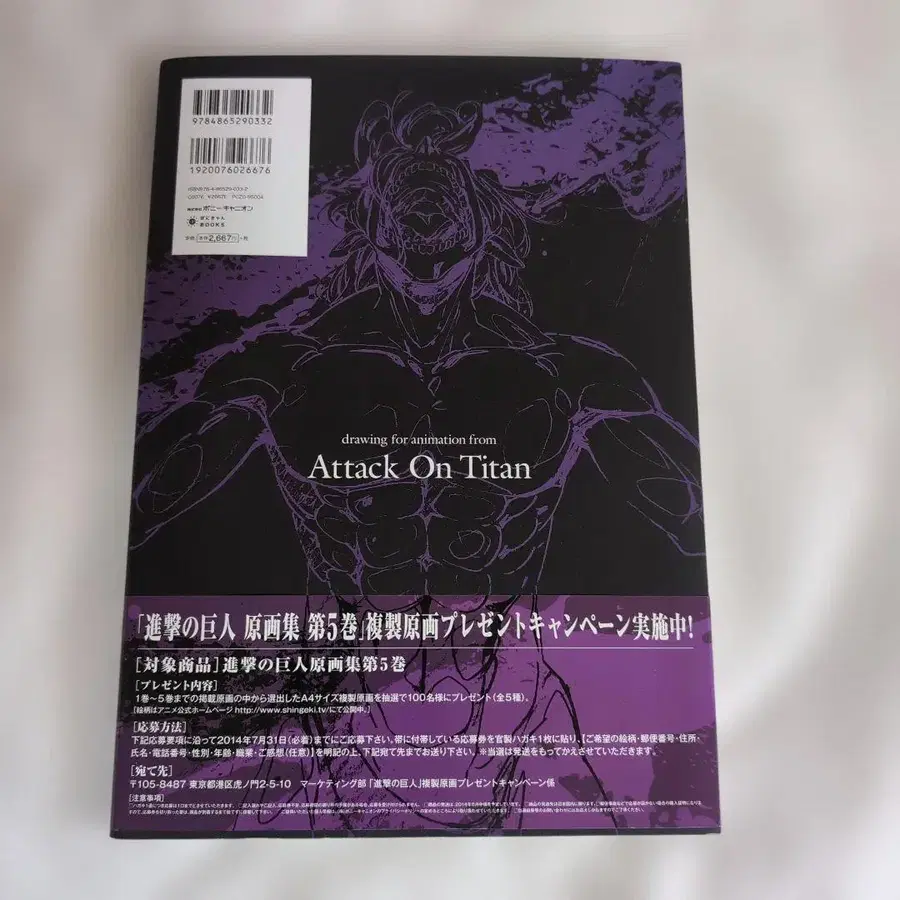 9784865290332
1920076026676
ISBN978-4-86529-033-2
株式会社 ポニーキャニオン
ぽにきゃん
BOOKS
定価 本体2,667円 +税
drawing for animation from
Attack On Titan
「進撃の巨人 原画集 第5巻」複製原画プレゼントキャンペーン実施中!
[対象商品]進撃の巨人原画集第5巻
[プレゼント内容]
1巻~5巻までの掲載原画の中から選出したA4サイズ複製原画を抽選で100名様にプレゼント(全5種)。
[絵柄はアニメ公式ホームページ http://www.shingeki.tv/にて公開中。]
[応募方法]
下記応募要項に沿って2014年7月31日(必着)までにご応募下さい。帯に付帯している応募券を官製ハガキ1枚に貼り、【ご希望の絵柄・郵便番号・住所・
氏名・電話番号・性別・年齢・職業・ご感想(任意)】を明記の上、下記宛て先までお送り下さい。※当選は発送をもってかえさせていただきます。
[宛て先]
〒105-8487 東京都港区虎ノ門2-5-10 マーケティング部「進撃の巨人」複製原画プレゼントキャンペーン係
[注意事項]